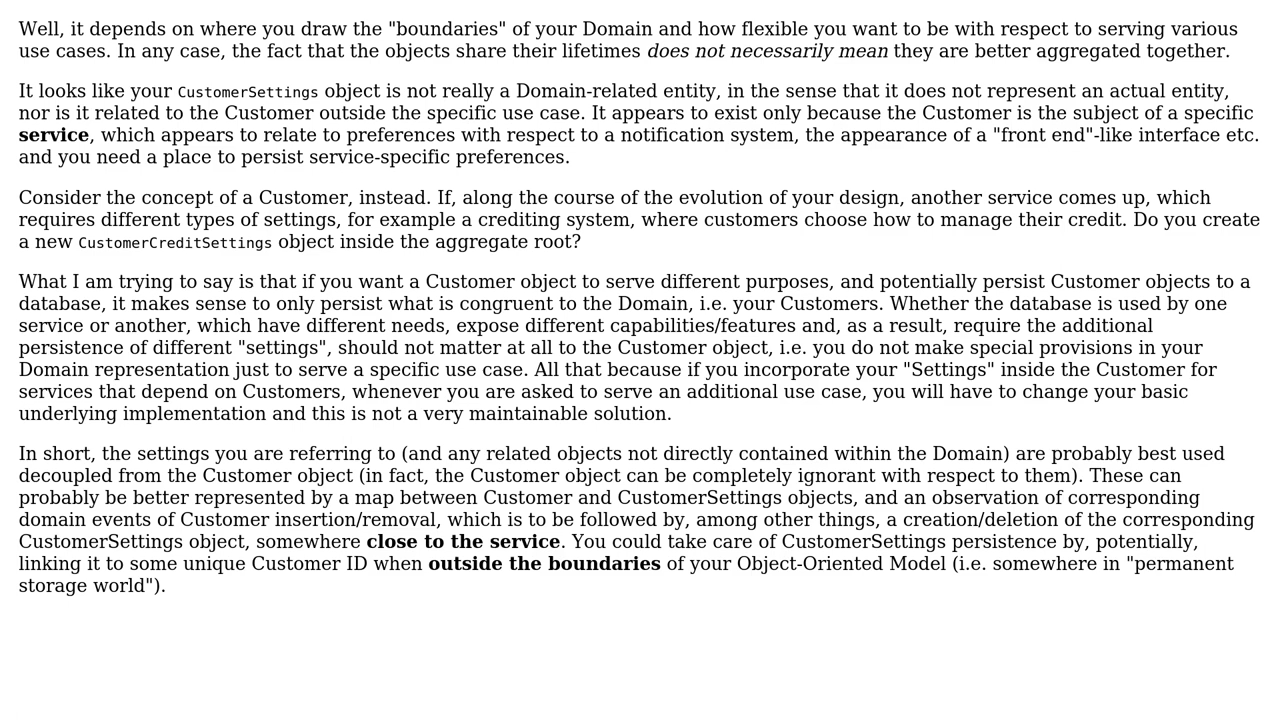 Well, it depends on where you draw the "boundaries" of your Domain and how flexible you want to be with respect to serving various
use cases. In any case, the fact that the objects share their lifetimes does not necessarily mean they are better aggregated together.
It looks like your CustomerSettings object is not really a Domain-related entity, in the sense that it does not represent an actual entity,
nor is it related to the Customer outside the specific use case. It appears to exist only because the Customer is the subject of a specific
service, which appears to relate to preferences with respect to a notification system, the appearance of a "front end"-like interface etc.
and you need a place to persist service-specific preferences.
Consider the concept of a Customer, instead. If, along the course of the evolution of your design, another service comes up, which
requires different types of settings, for example a crediting system, where customers choose how to manage their credit. Do you create
a new CustomerCreditSettings object inside the aggregate root?
What I am trying to say is that if you want a Customer object to serve different purposes, and potentially persist Customer objects to a
database, it makes sense to only persist what is congruent to the Domain, i.e. your Customers. Whether the database is used by one
service or another, which have different needs, expose different capabilities/features and, as a result, require the additional
persistence of different "settings", should not matter at all to the Customer object, i.e. you do not make special provisions in your
Domain representation just to serve a specific use case. All that because if you incorporate your "Settings" inside the Customer for
services that depend on Customers, whenever you are asked to serve an additional use case, you will have to change your basic
underlying implementation and this is not a very maintainable solution.
In short, the settings you are referring to (and any related objects not directly contained within the Domain) are probably best used
decoupled from the Customer object (in fact, the Customer object can be completely ignorant with respect to them). These can
probably be better represented by a map between Customer and CustomerSettings objects, and an observation of corresponding
domain events of Customer insertion/removal, which is to be followed by, among other things, a creation/deletion of the corresponding
CustomerSettings object, somewhere close to the service. You could take care of CustomerSettings persistence by, potentially,
linking it to some unique Customer ID when outside the boundaries of your Object-Oriented Model (i.e. somewhere in "permanent
storage world").